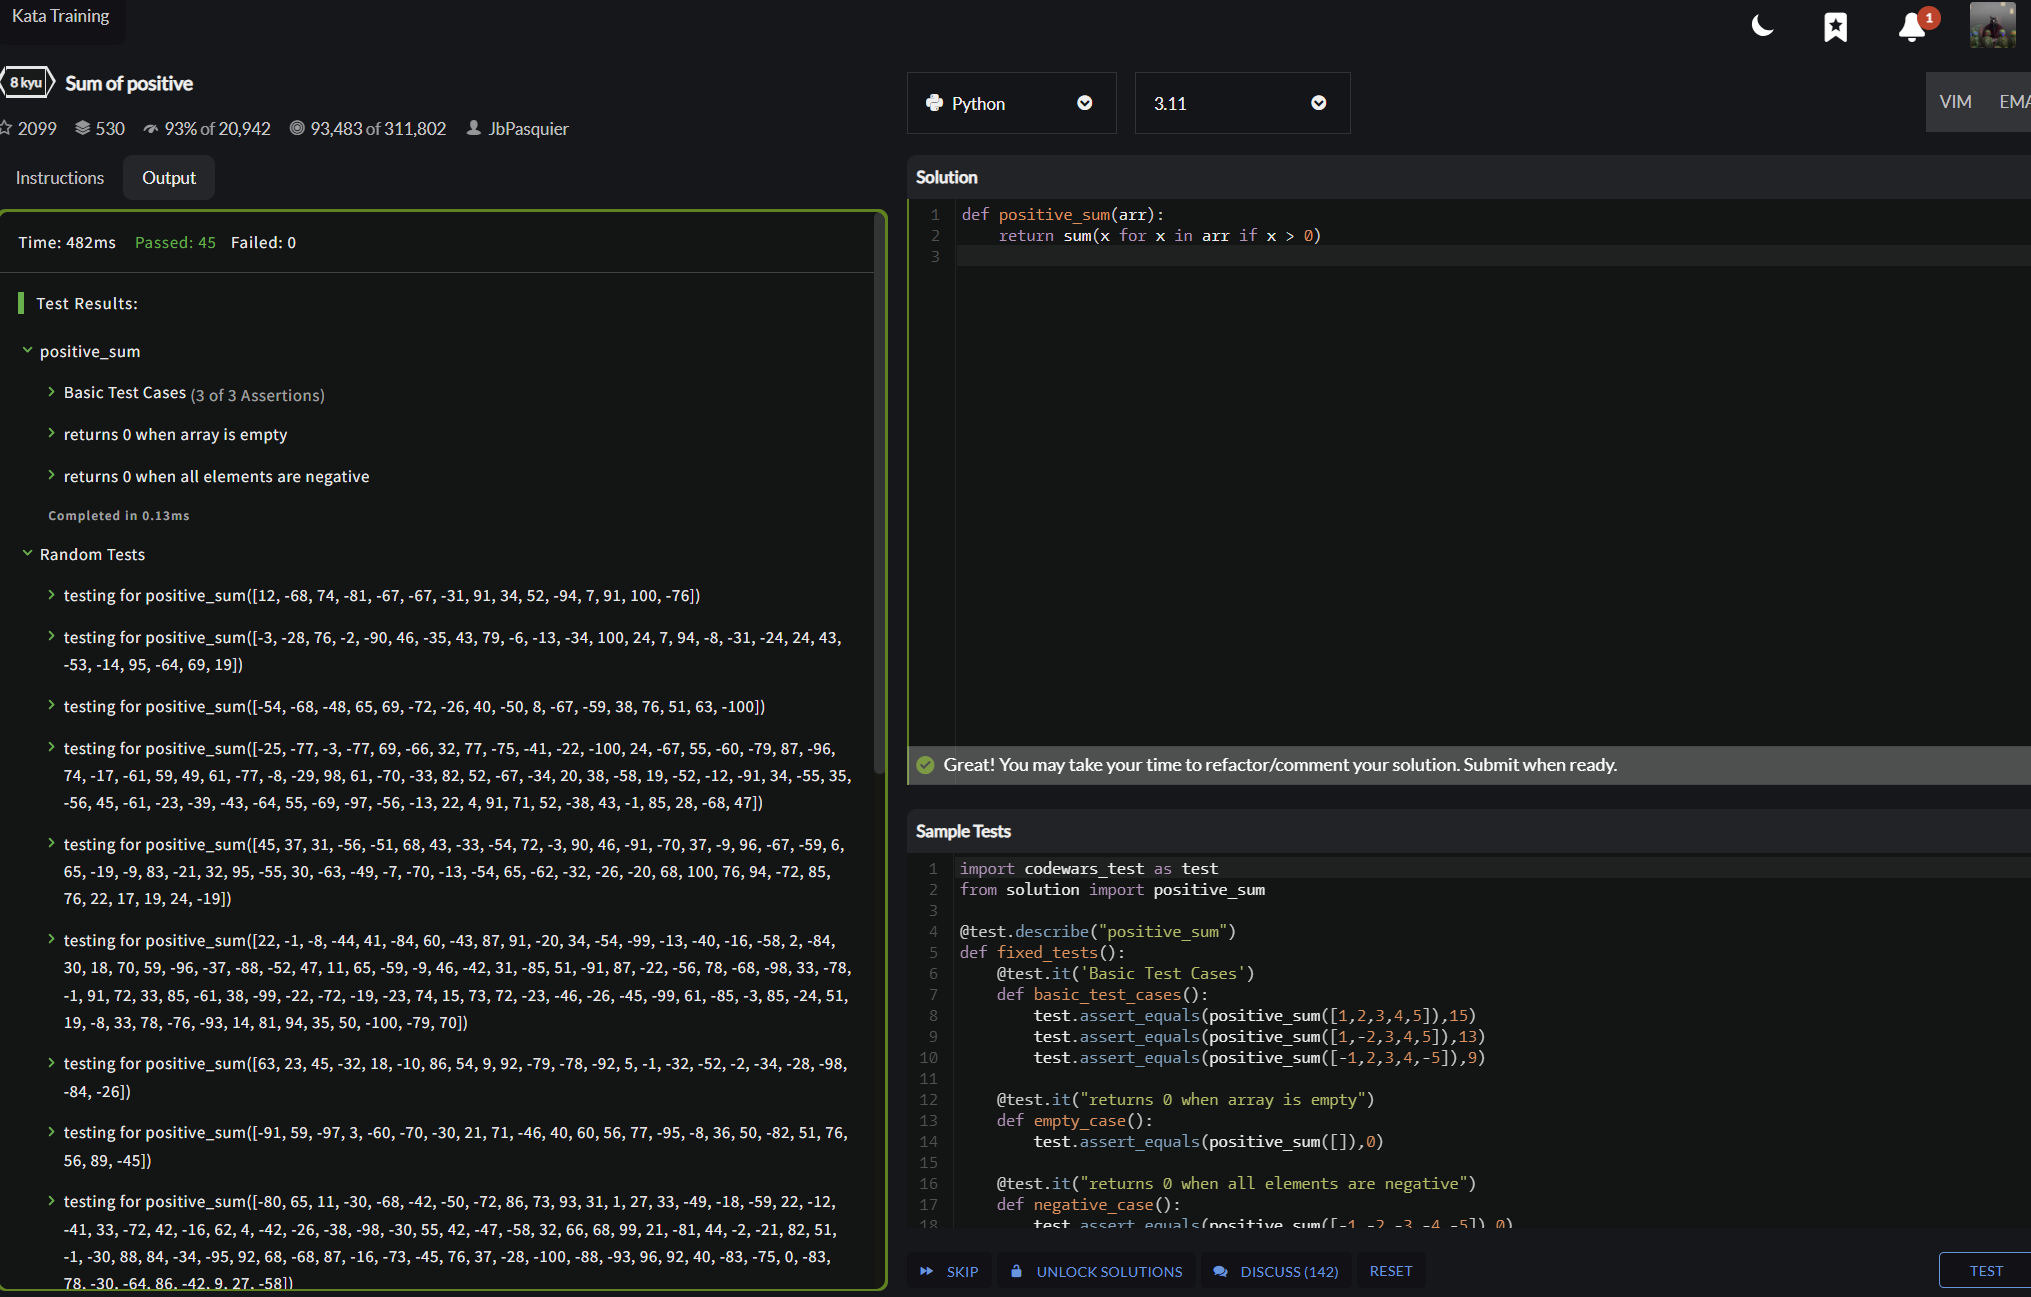 Kata Training
1
8 kyu Sum of positive
2099 530 93% of 20,942 93,483 of 311,802 JbPasquier
Instructions Output
Time: 482ms Passed: 45 Failed: 0
Test Results:
positive_sum
Basic Test Cases (3 of 3 Assertions)
returns 0 when array is empty
returns 0 when all elements are negative
Completed in 0.13ms
Random Tests
testing for positive_sum([12, -68, 74, -81, -67, -67, -31, 91, 34, 52, -94, 7, 91, 100, -76])
testing for positive_sum([-3, -28, 76, -2, -90, 46, -35, 43, 79, -6, -13, -34, 100, 24, 7, 94, -8, -31, -24, 24, 43,
-53, -14, 95, -64, 69, 19])
testing for positive_sum([-54, -68, -48, 65, 69, -72, -26, 40, -50, 8, -67, -59, 38, 76, 51, 63, -100])
testing for positive_sum([-25, -77, -3, -77, 69, -66, 32, 77, -75, -41, -22, -100, 24, -67, 55, -60, -79, 87, -96,
74, -17, -61, 59, 49, 61, -77, -8, -29, 98, 61, -70, -33, 82, 52, -67, -34, 20, 38, -58, 19, -52, -12, -91, 34, -55, 35,
-56, 45, -61, -23, -39, -43, -64, 55, -69, -97, -56, -13, 22, 4, 91, 71, 52, -38, 43, -1, 85, 28, -68, 47])
testing for positive_sum([45, 37, 31, -56, -51, 68, 43, -33, -54, 72, -3, 90, 46, -91, -70, 37, -9, 96, -67, -59, 6,
65, -19, -9, 83, -21, 32, 95, -55, 30, -63, -49, -7, -70, -13, -54, 65, -62, -32, -26, -20, 68, 100, 76, 94, -72, 85,
76, 22, 17, 19, 24, -19])
testing for positive_sum([22, -1, -8, -44, 41, -84, 60, -43, 87, 91, -20, 34, -54, -99, -13, -40, -16, -58, 2, -84,
30, 18, 70, 59, -96, -37, -88, -52, 47, 11, 65, -59, -9, 46, -42, 31, -85, 51, -91, 87, -22, -56, 78, -68, -98, 33, -78,
-1, 91, 72, 33, 85, -61, 38, -99, -22, -72, -19, -23, 74, 15, 73, 72, -23, -46, -26, -45, -99, 61, -85, -3, 85, -24, 51,
19, -8, 33, 78, -76, -93, 14, 81, 94, 35, 50, -100, -79, 70])
testing for positive_sum([63, 23, 45, -32, 18, -10, 86, 54, 9, 92, -79, -78, -92, 5, -1, -32, -52, -2, -34, -28, -98,
-84, -26])
testing for positive_sum([-91, 59, -97, 3, -60, -70, -30, 21, 71, -46, 40, 60, 56, 77, -95, -8, 36, 50, -82, 51, 76,
56, 89, -45])
testing for positive_sum([-80, 65, 11, -30, -68, -42, -50, -72, 86, 73, 93, 31, 1, 27, 33, -49, -18, -59, 22, -12,
-41, 33, -72, 42, -16, 62, 4, -42, -26, -38, -98, -30, 55, 42, -47, -58, 32, 66, 68, 99, 21, -81, 44, -2, -21, 82, 51,
-1, -30, 88, 84, -34, -95, 92, 68, -68, 87, -16, -73, -45, 76, 37, -28, -100, -88, -93, 96, 92, 40, -83, -75, 0, -83,
78, -30, -64, 86, -42, 9, 27, -58])
Python 3.11
VIM EMA
Solution
1 def positive_sum(arr):
2 return sum(x for x in arr if x > 0)
3
Great! You may take your time to refactor/comment your solution. Submit when ready.
Sample Tests
1 import codewars_test as test
2 from solution import positive_sum
3
4 @test.describe("positive_sum")
5 def fixed_tests():
6 @test.it('Basic Test Cases')
7 def basic_test_cases():
8 test.assert_equals(positive_sum([1,2,3,4,5]),15)
9 test.assert_equals(positive_sum([1,-2,3,4,5]),13)
10 test.assert_equals(positive_sum([-1,2,3,4,-5]),9)
11
12 @test.it("returns 0 when array is empty")
13 def empty_case():
14 test.assert_equals(positive_sum([]),0)
15
16 @test.it("returns 0 when all elements are negative")
17 def negative_case():
18 test.assert_equals(positive_sum([-1,-2,-3,-4,-5]),0)
SKIP UNLOCK SOLUTIONS DISCUSS (142) RESET TEST